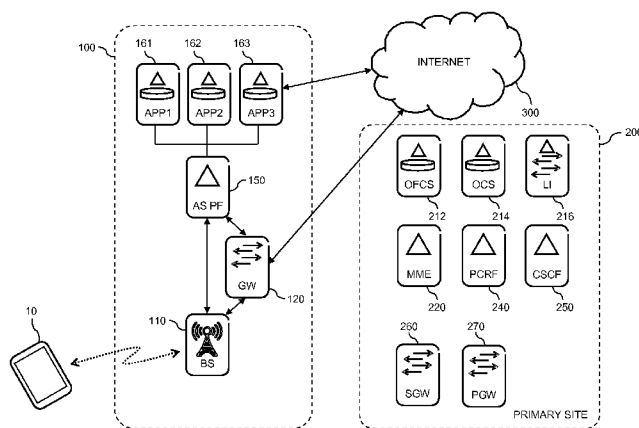 161 162 163
100
APP1 APP2 APP3
INTERNET
300
200
OFCS OCS LI
212 214 216
AS PF
150
MME PCRF CSCF
220 240 250
GW
120
110
BS
10
260 270
SGW PGW
PRIMARY SITE